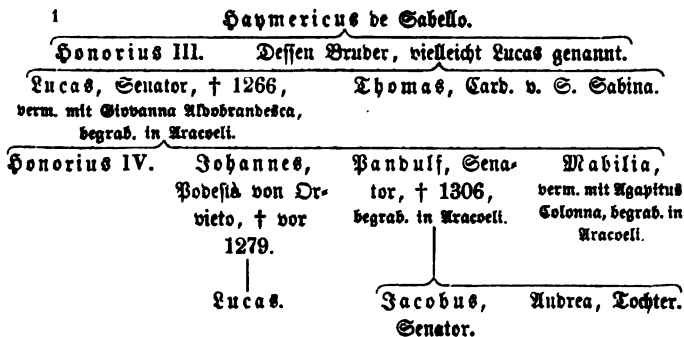 1 Haymericus de Sabello.
Honorius III. Dessen Bruder, vielleicht Lucas genannt.
Lucas, Senator, † 1266, Thomas, Card. v. S. Sabina.
verm. mit Giovanna Aldobrandesca,
begrab. in Aracoeli.
Honorius IV. Johannes, Pandulf, Sena- Mabilia,
Podestà von Or- tor, † 1306, verm. mit Agapitus
vieto, † vor begrab. in Aracoeli. Colonna, begrab. in
1279. Aracoeli.
Lucas. Jacobus, Andrea, Tochter.
Senator.